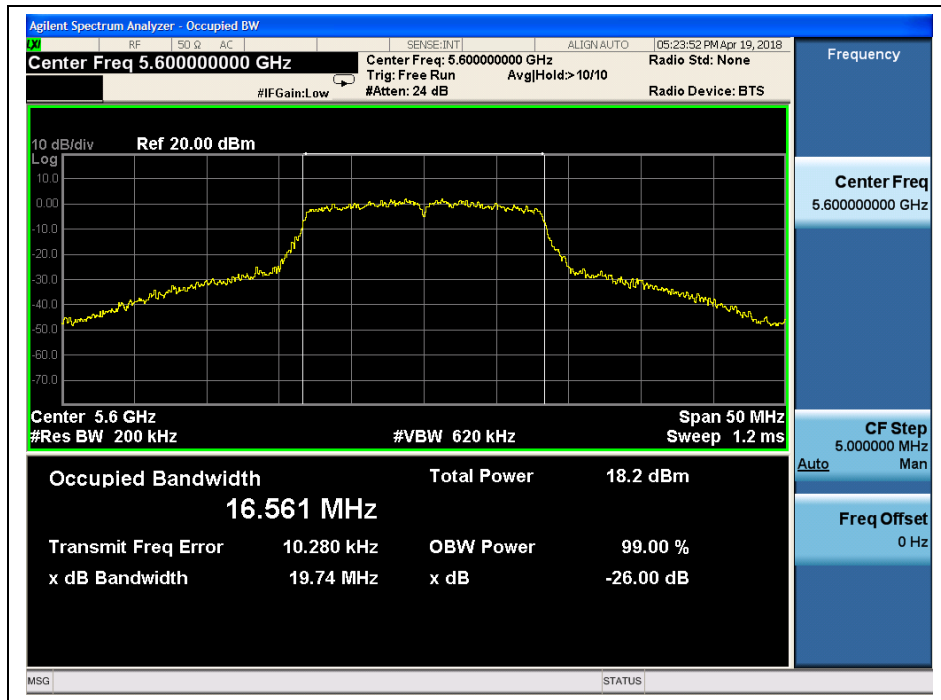 Agilent Spectrum Analyzer - Occupied BW
LXI RF 50 Ω AC SENSE:INT ALIGN AUTO 05:23:52 PM Apr 19, 2018
Center Freq 5.600000000 GHz
Center Freq: 5.600000000 GHz
Radio Std: None
Trig: Free Run Avg|Hold:> 10/10
#IFGain:Low
#Atten: 24 dB
Radio Device: BTS
Frequency
10 dB/div Ref 20.00 dBm
Log
10.0
0.00
-10.0
-20.0
-30.0
-40.0
-50.0
-60.0
-70.0
Center 5.6 GHz Span 50 MHz
#Res BW 200 kHz #VBW 620 kHz Sweep 1.2 ms
Center Freq
5.600000000 GHz
CF Step
5.000000 MHz
Auto Man
Freq Offset
0 Hz
Occupied Bandwidth Total Power 18.2 dBm
16.561 MHz
Transmit Freq Error 10.280 kHz OBW Power 99.00 %
x dB Bandwidth 19.74 MHz x dB -26.00 dB
MSG STATUS